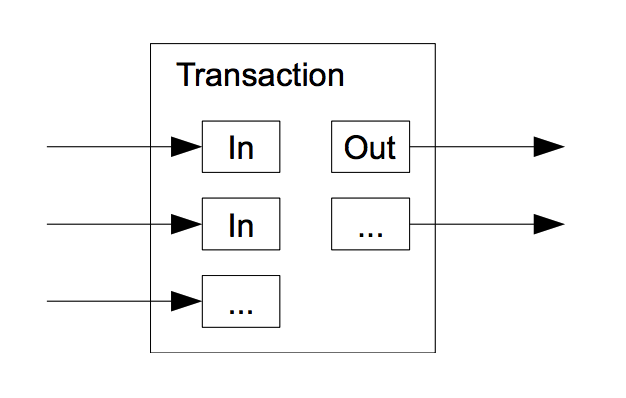 Transaction
In Out
In ...
...